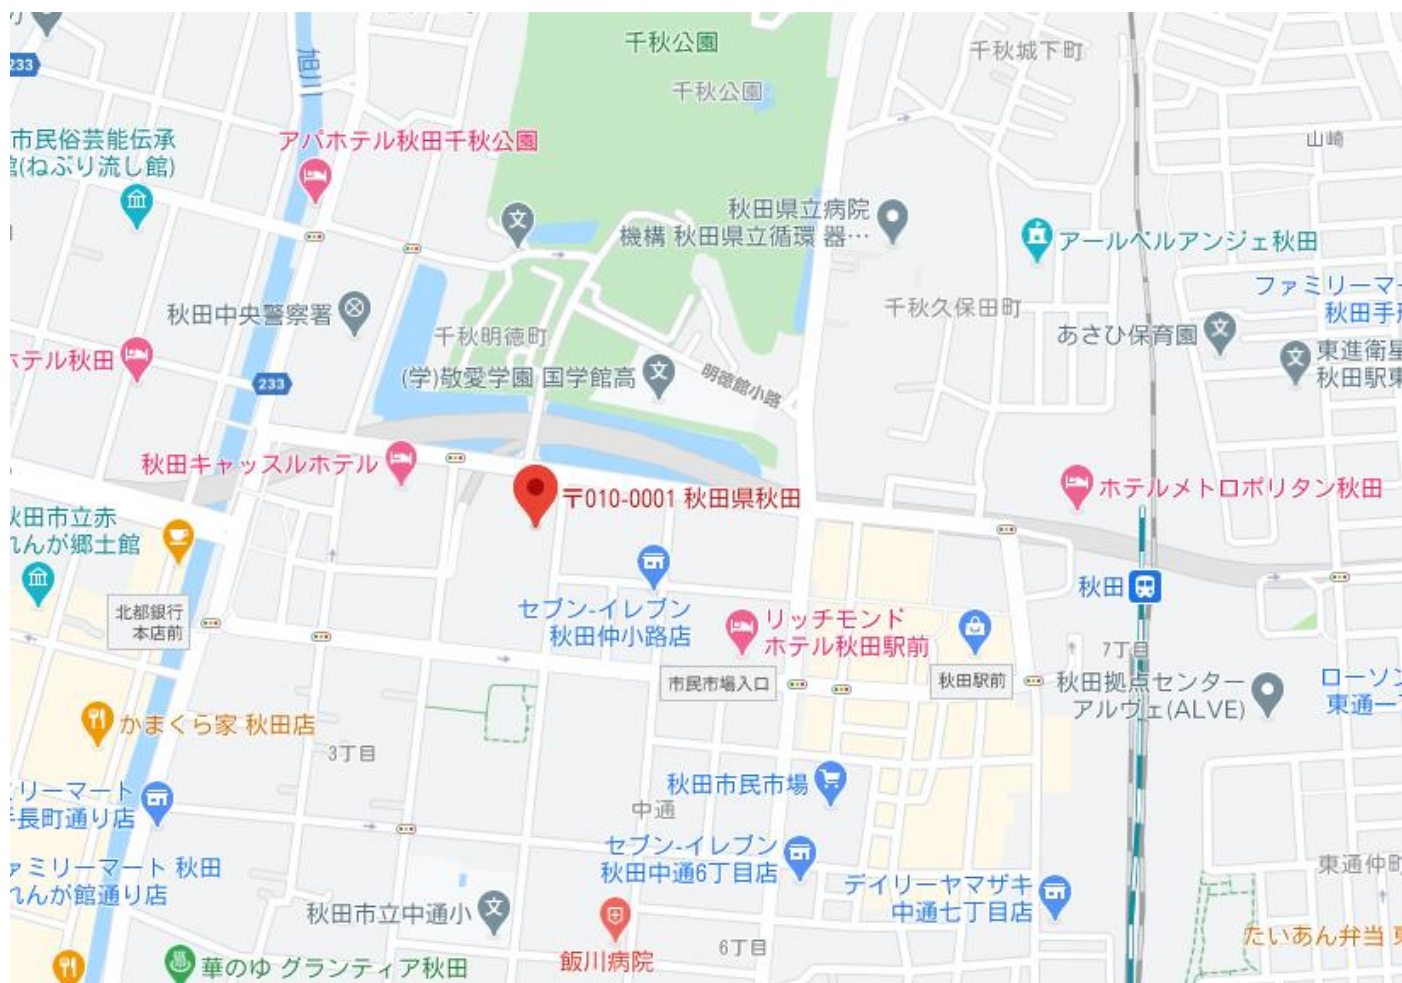 千秋公園
千秋城下町
233
旭川
千秋公園
市民俗芸能伝承
館(ねぶり流し館)
アパホテル秋田千秋公園
山崎
秋田県立病院
機構 秋田県立循環 器…
アールベルアンジェ秋田
ファミリーマー
秋田手形
秋田中央警察署
千秋明徳町
千秋久保田町
あさひ保育園
東進衛星
秋田駅東
ホテル秋田
233
(学)敬愛学園 国学館高
明徳館小路
秋田キャッスルホテル
〒010-0001 秋田県秋田
ホテルメトロポリタン秋田
秋田市立赤
れんが郷土館
北都銀行
本店前
セブン-イレブン
秋田仲小路店
リッチモンド
ホテル秋田駅前
秋田
7丁目
市民市場入口
秋田駅前
秋田拠点センター
アルヴェ(ALVE)
ローソン
東通一丁
かまくら家 秋田店
3丁目
ミリーマート
手長町通り店
秋田市民市場
中通
セブン-イレブン
秋田中通6丁目店
ァミリーマート 秋田
れんが館通り店
デイリーヤマザキ
中通七丁目店
東通仲町
秋田市立中通小
6丁目
たいあん弁当 東
華のゆ グランティア秋田
飯川病院